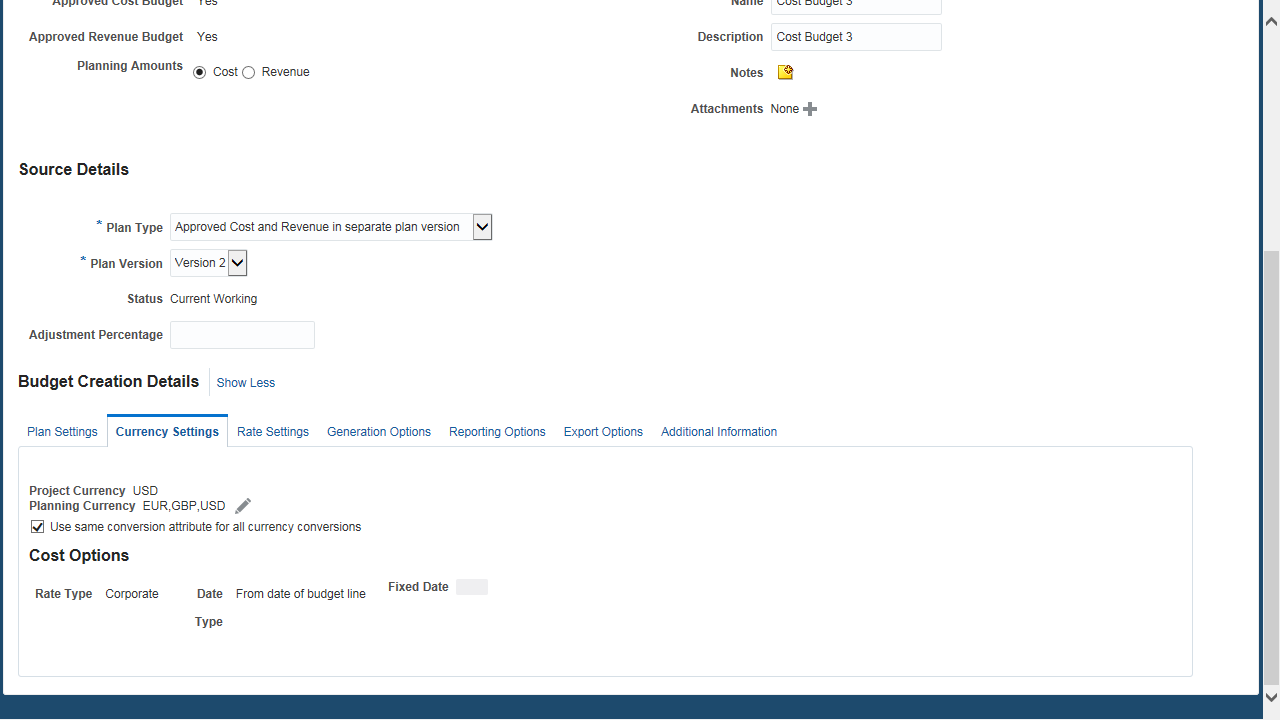 Approved Cost Budget Yes
Name Cost Budget 3
Approved Revenue Budget Yes
Description Cost Budget 3
Planning Amounts Cost Revenue
Notes
Attachments None
Source Details
* Plan Type Approved Cost and Revenue in separate plan version
* Plan Version Version 2
Status Current Working
Adjustment Percentage
Budget Creation Details Show Less
Plan Settings Currency Settings Rate Settings Generation Options Reporting Options Export Options Additional Information
Project Currency USD
Planning Currency EUR,GBP,USD
Use same conversion attribute for all currency conversions
Cost Options
Rate Type Corporate Date Type From date of budget line Fixed Date